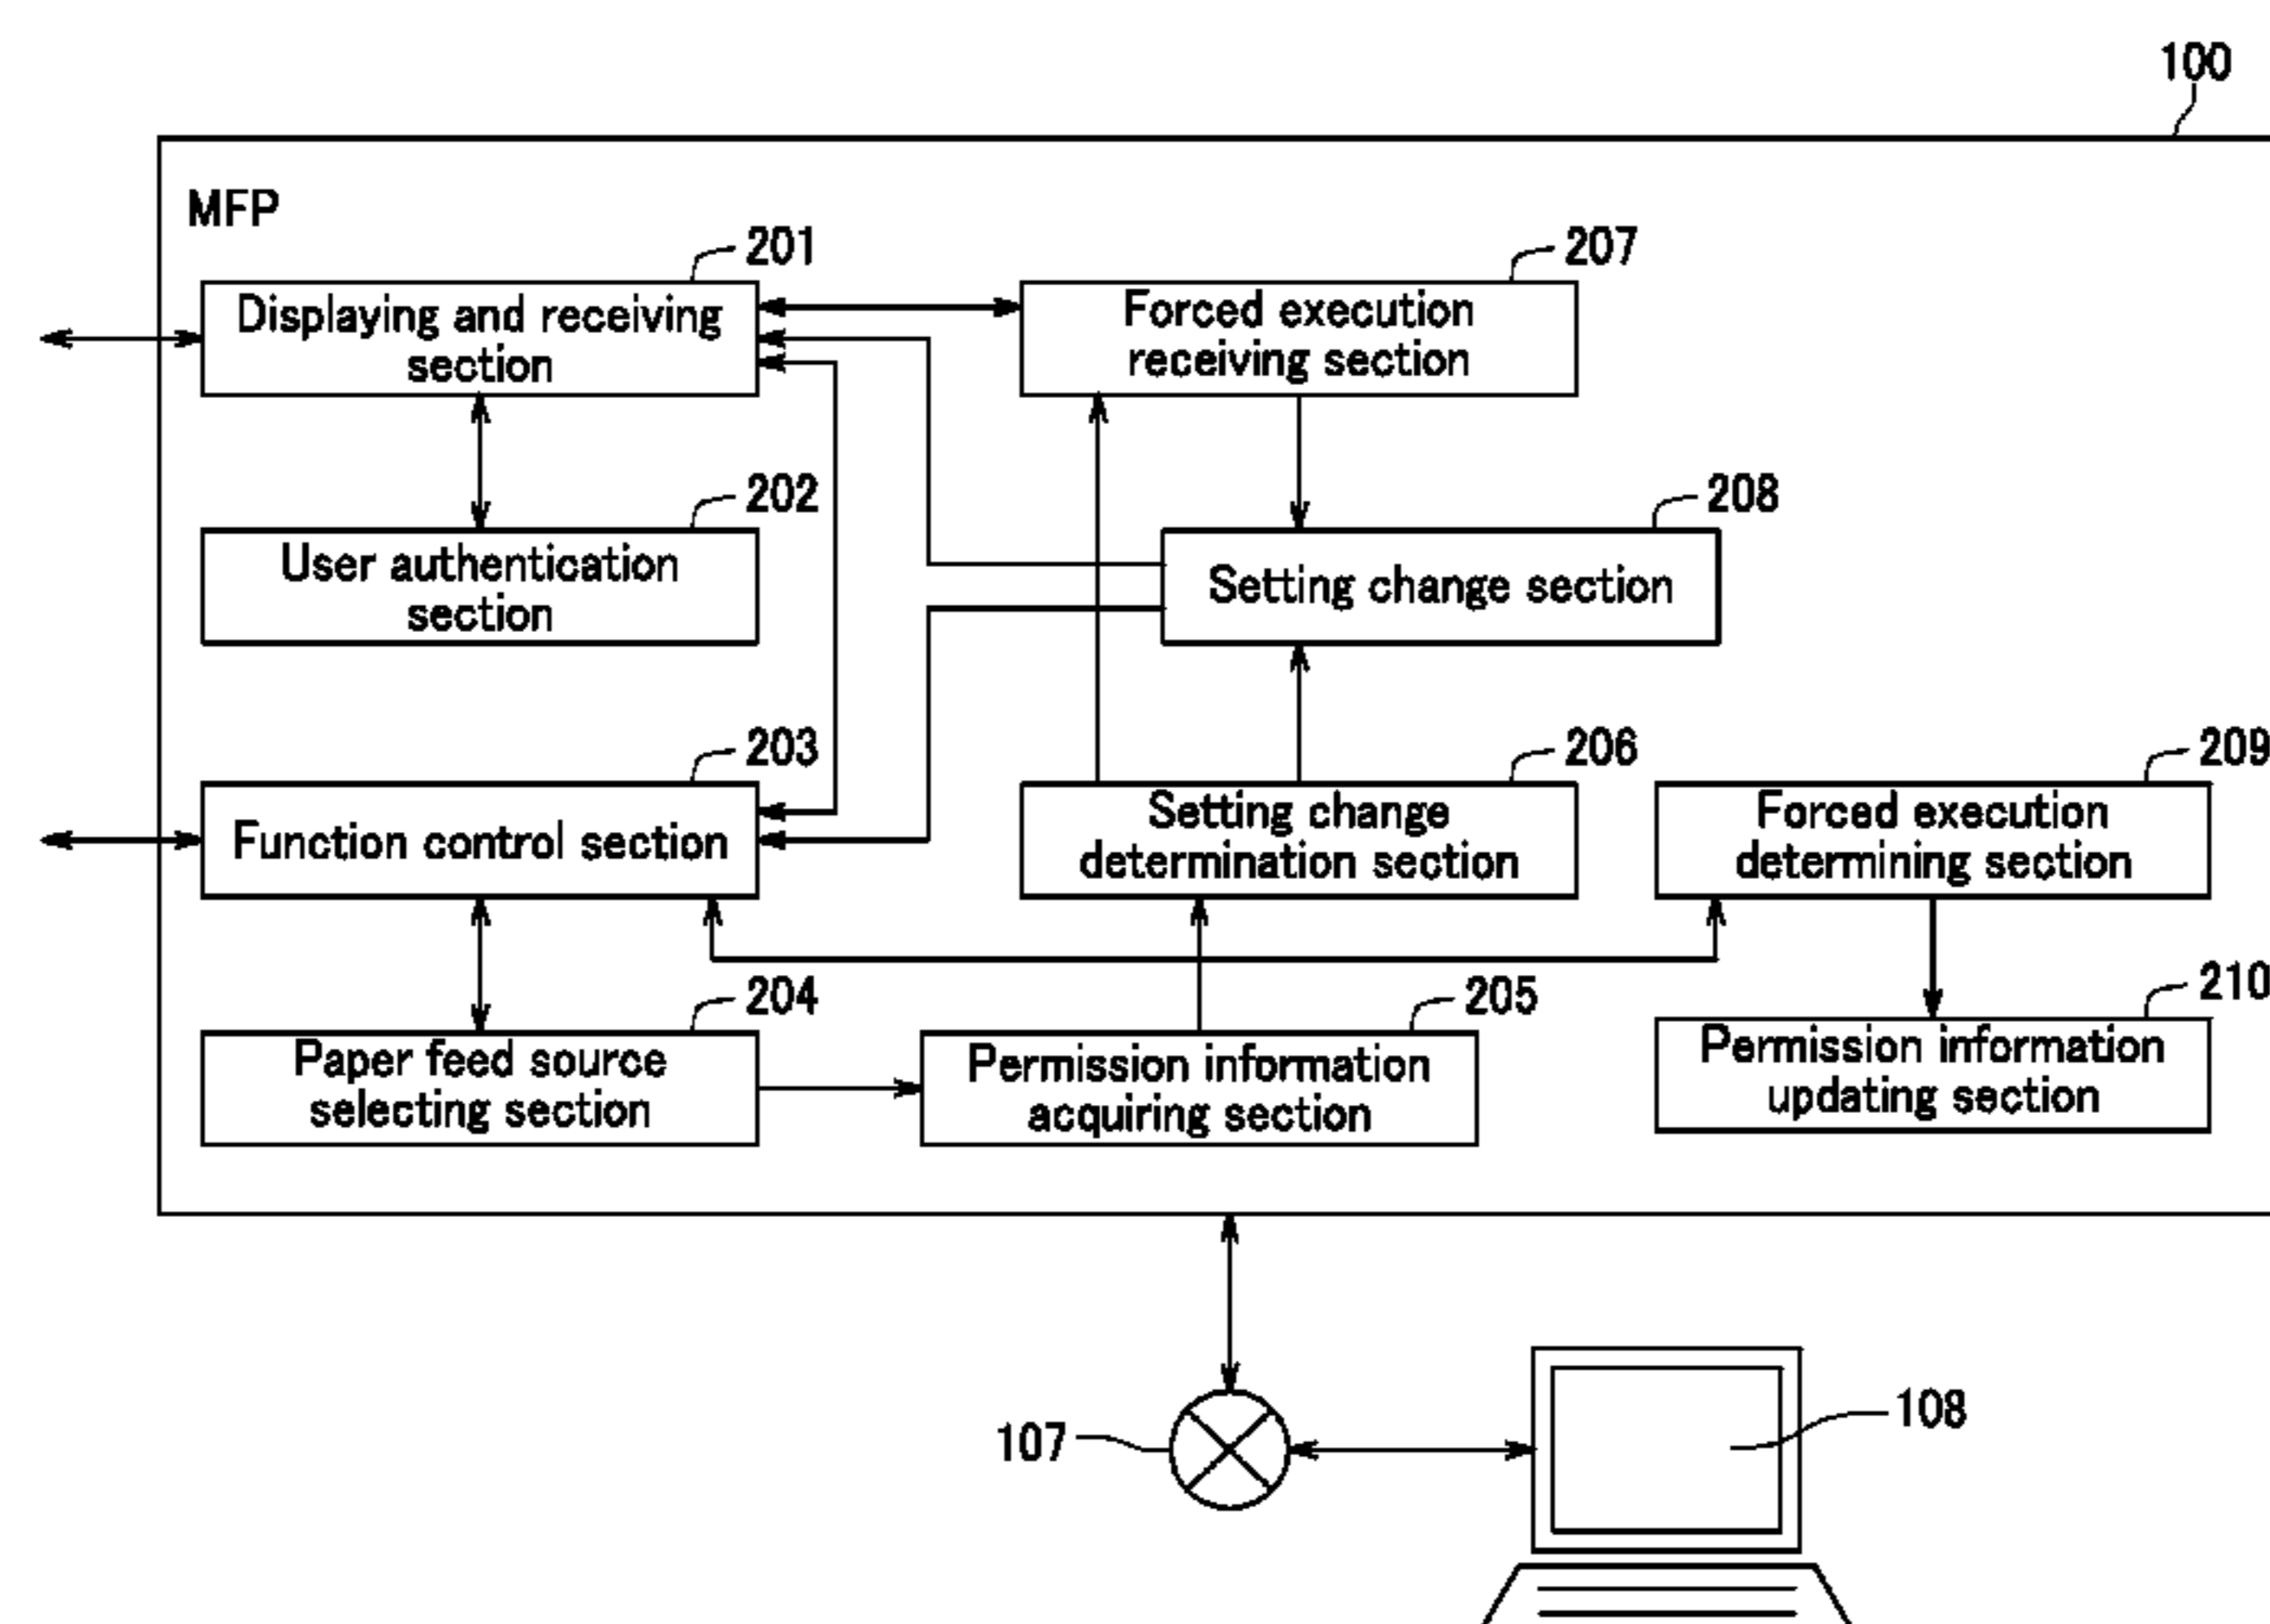 100
MFP
201
Displaying and receiving
section
207
Forced execution
receiving section
202
User authentication
section
208
Setting change section
203
Function control section
206
Setting change
determination section
209
Forced execution
determining section
204
Paper feed source
selecting section
205
Permission information
acquiring section
210
Permission information
updating section
107
108